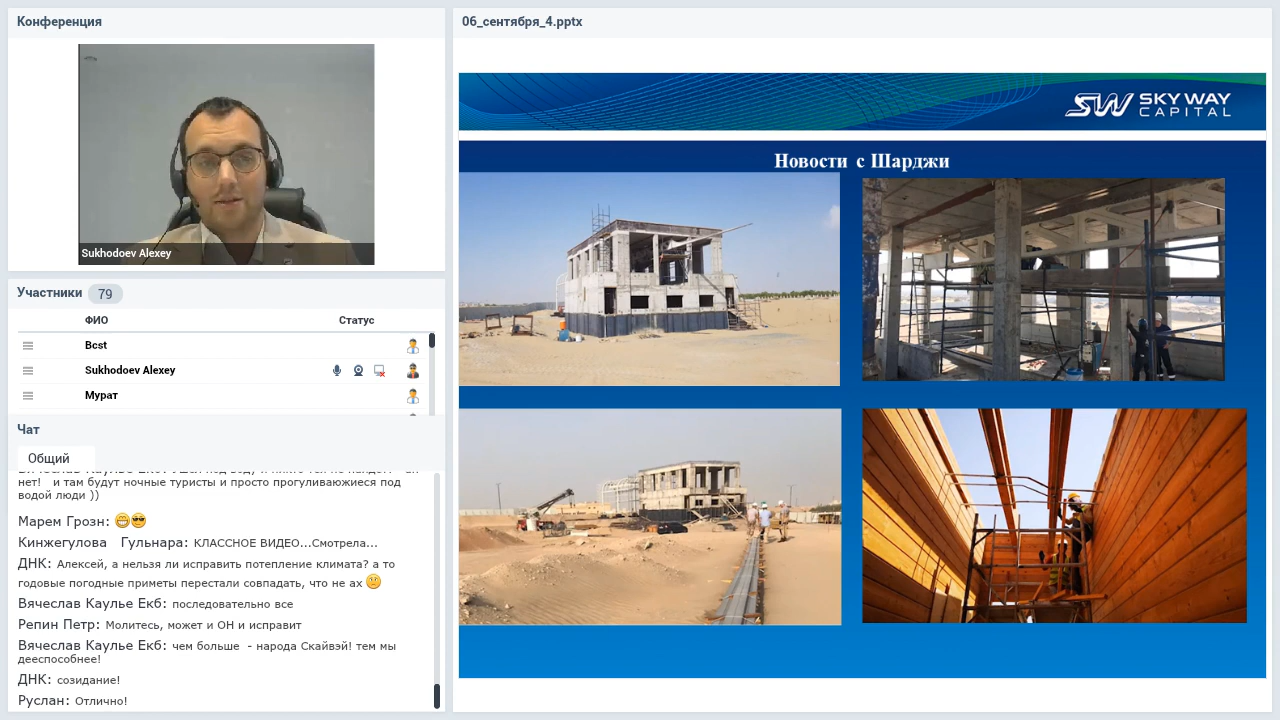 Конференция
Sukhodoev Alexey
Участники 79
ФИО Статус
Bcst
Sukhodoev Alexey
Мурат
Чат
Общий
нет! и там будут ночные туристы и просто прогуливаюжиеся под
водой люди ))
Марем Грозн:
Кинжегулова Гульнара: КЛАССНОЕ ВИДЕО...Смотрела...
ДНК: Алексей, а нельзя ли исправить потепление климата? а то
годовые погодные приметы перестали совпадать, что не ах
Вячеслав Каулье Екб: последовательно все
Репин Петр: Молитесь, может и ОН и исправит
Вячеслав Каулье Екб: чем больше - народа Скайвэй! тем мы
дееспособнее!
ДНК: созидание!
Руслан: Отлично!
06_сентября_4.pptx
SW SKY WAY
CAPITAL
Новости с Шарджи